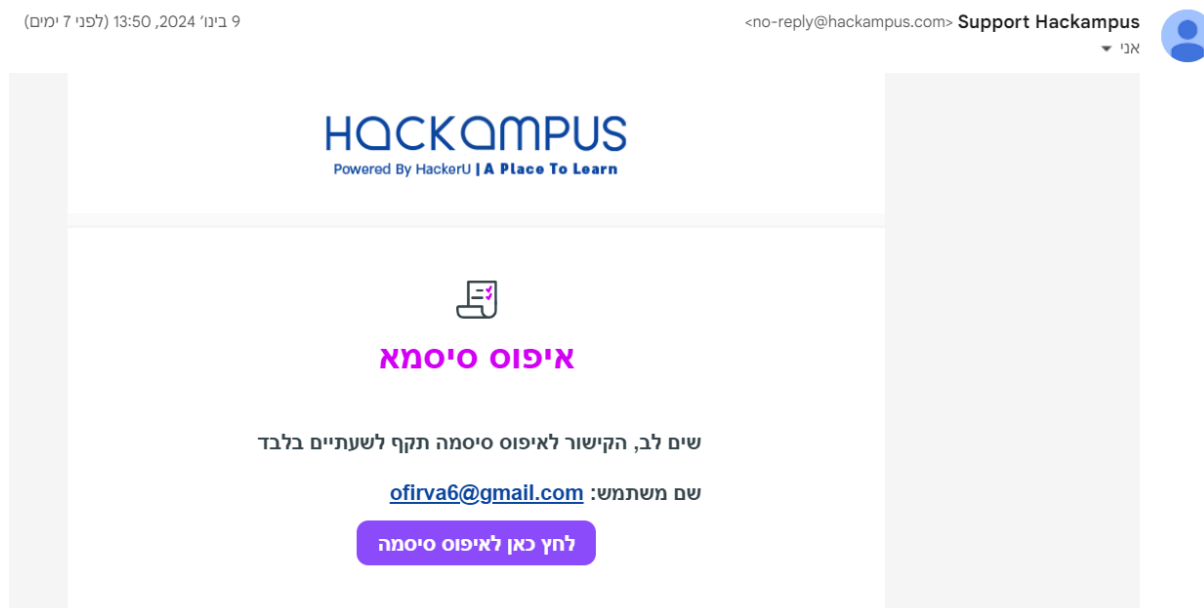 Support Hackampus <no-reply@hackampus.com> 9 בינו׳ 2024, 13:50 (לפני 7 ימים)
אני
HACKAMPUS
Powered By HackerU | A Place To Learn
איפוס סיסמא
שים לב, הקישור לאיפוס סיסמה תקף לשעתיים בלבד
שם משתמש: ofirva6@gmail.com
לחץ כאן לאיפוס סיסמה